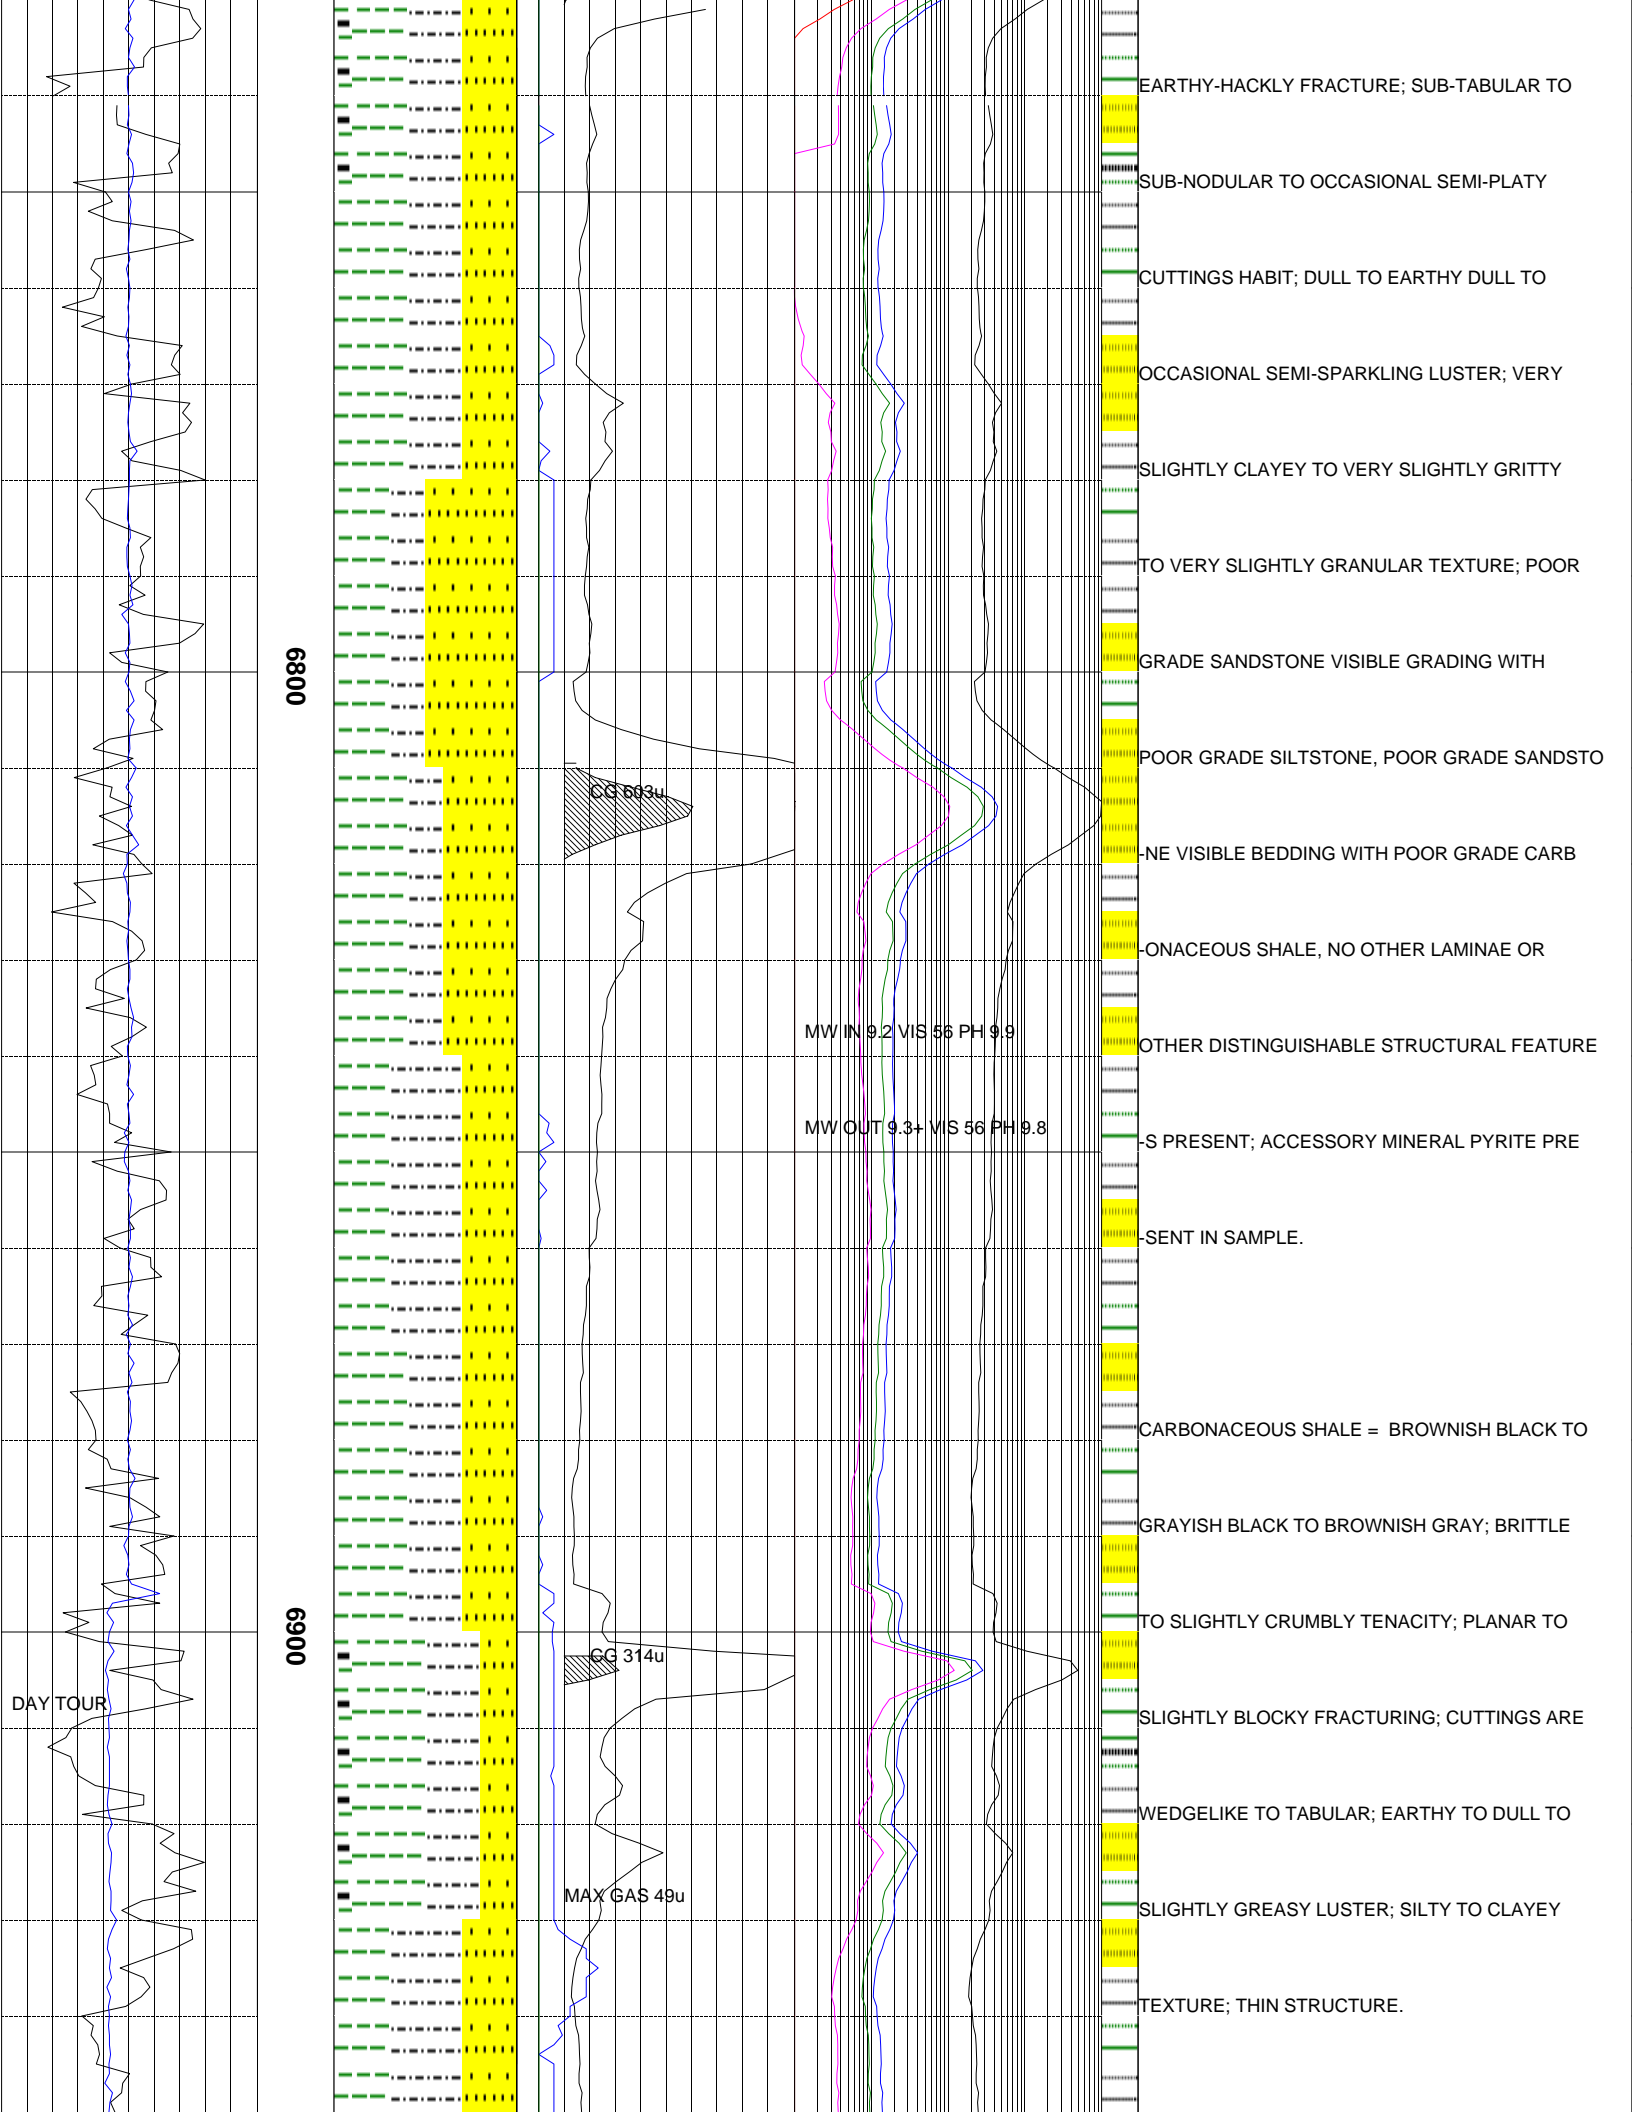 EARTHY-HACKLY FRACTURE; SUB-TABULAR TO
SUB-NODULAR TO OCCASIONAL SEMI-PLATY
CUTTINGS HABIT; DULL TO EARTHY DULL TO
OCCASIONAL SEMI-SPARKLING LUSTER; VERY
SLIGHTLY CLAYEY TO VERY SLIGHTLY GRITTY
TO VERY SLIGHTLY GRANULAR TEXTURE; POOR
6800
GRADE SANDSTONE VISIBLE GRADING WITH
POOR GRADE SILTSTONE, POOR GRADE SANDSTO
CG 603u
-NE VISIBLE BEDDING WITH POOR GRADE CARB
-ONACEOUS SHALE, NO OTHER LAMINAE OR
MW IN 9.2 VIS 56 PH 9.9
OTHER DISTINGUISHABLE STRUCTURAL FEATURE
MW OUT 9.3+ VIS 56 PH 9.8
-S PRESENT; ACCESSORY MINERAL PYRITE PRE
-SENT IN SAMPLE.
CARBONACEOUS SHALE =  BROWNISH BLACK TO
GRAYISH BLACK TO BROWNISH GRAY; BRITTLE
6900
TO SLIGHTLY CRUMBLY TENACITY; PLANAR TO
CG 314u
DAY TOUR
SLIGHTLY BLOCKY FRACTURING; CUTTINGS ARE
WEDGELIKE TO TABULAR; EARTHY TO DULL TO
MAX GAS 49u
SLIGHTLY GREASY LUSTER; SILTY TO CLAYEY
TEXTURE; THIN STRUCTURE.